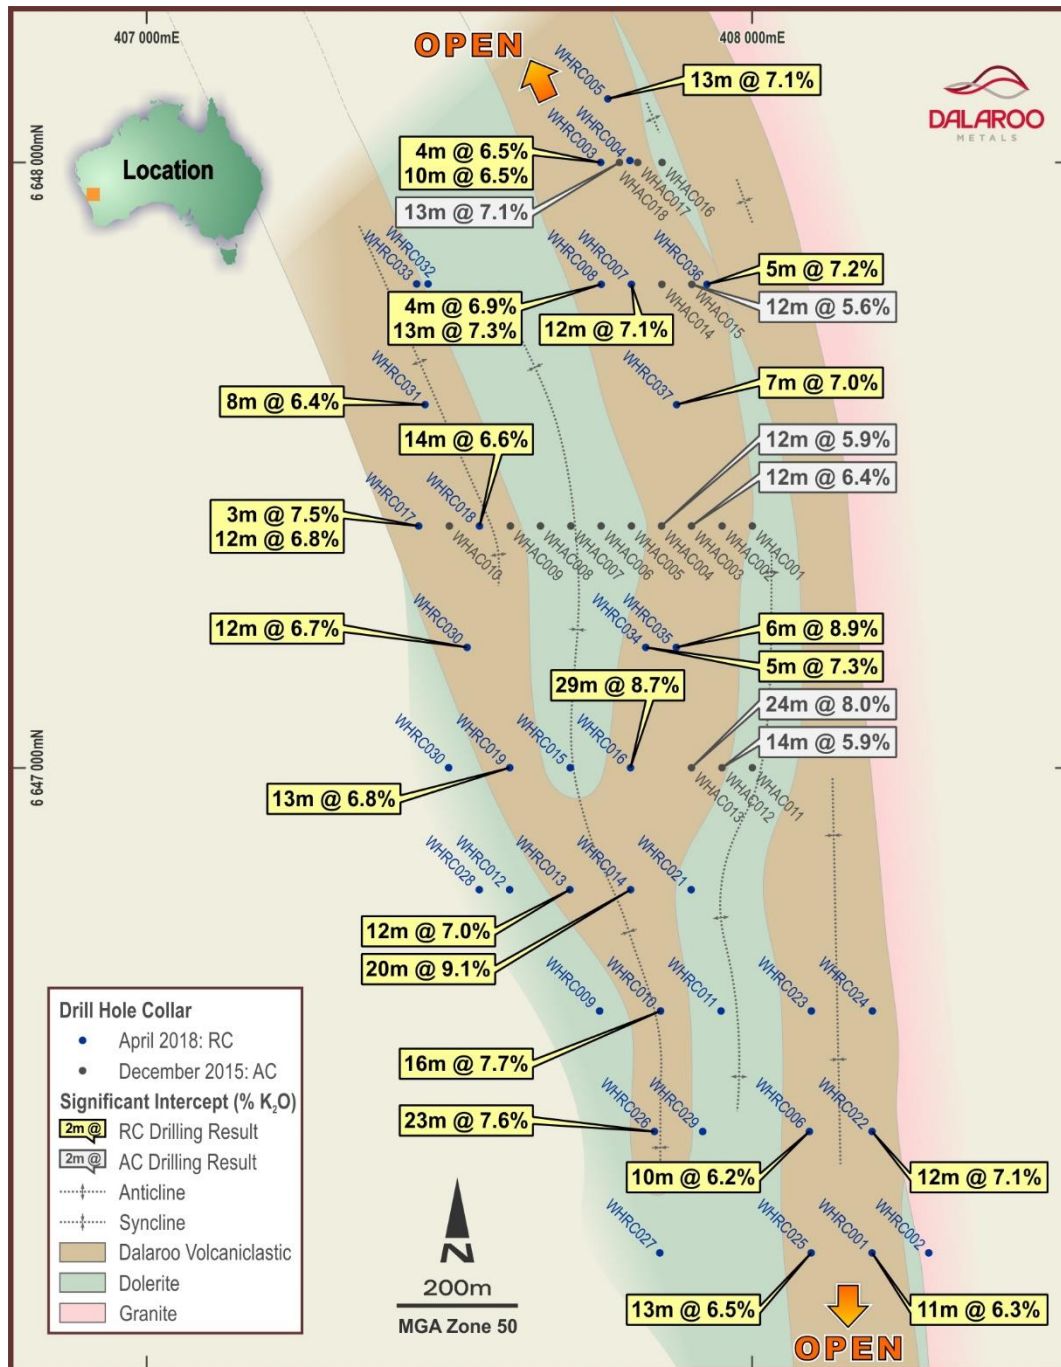 407 000mE
408 000mE
OPEN
WHRC005
13m @ 7.1%
DALAROO
METALS
6 648 000mN
Location
WHRC003
WHRC004
4m @ 6.5%
10m @ 6.5%
13m @ 7.1%
WHAC018
WHAC017
WHAC016
WHRC033
WHRC032
WHRC008
WHRC007
WHRC036
5m @ 7.2%
12m @ 5.6%
4m @ 6.9%
13m @ 7.3%
12m @ 7.1%
WHAC014
WHAC015
WHRC031
WHRC037
7m @ 7.0%
8m @ 6.4%
14m @ 6.6%
12m @ 5.9%
12m @ 6.4%
3m @ 7.5%
12m @ 6.8%
WHRC017
WHRC018
WHAC010
WHAC009
WHAC008
WHAC007
WHAC006
WHAC005
WHAC004
WHAC003
WHAC002
WHAC001
12m @ 6.7%
WHRC030
WHRC034
WHRC035
6m @ 8.9%
5m @ 7.3%
29m @ 8.7%
24m @ 8.0%
14m @ 5.9%
6 647 000mN
WHRC030
WHRC019
WHRC015
WHRC016
WHAC013
WHAC012
WHAC011
13m @ 6.8%
WHRC028
WHRC012
WHRC013
WHRC014
WHRC021
12m @ 7.0%
20m @ 9.1%
WHRC009
WHRC010
WHRC011
WHRC023
WHRC024
16m @ 7.7%
23m @ 7.6%
WHRC026
WHRC029
WHRC006
WHRC022
10m @ 6.2%
12m @ 7.1%
WHRC027
WHRC025
WHRC001
WHRC002
13m @ 6.5%
11m @ 6.3%
OPEN
Drill Hole Collar
April 2018: RC
December 2015: AC
Significant Intercept (% K₂O)
2m @ RC Drilling Result
2m @ AC Drilling Result
Anticline
Syncline
Dalaroo Volcaniclastic
Dolerite
Granite
N
200m
MGA Zone 50